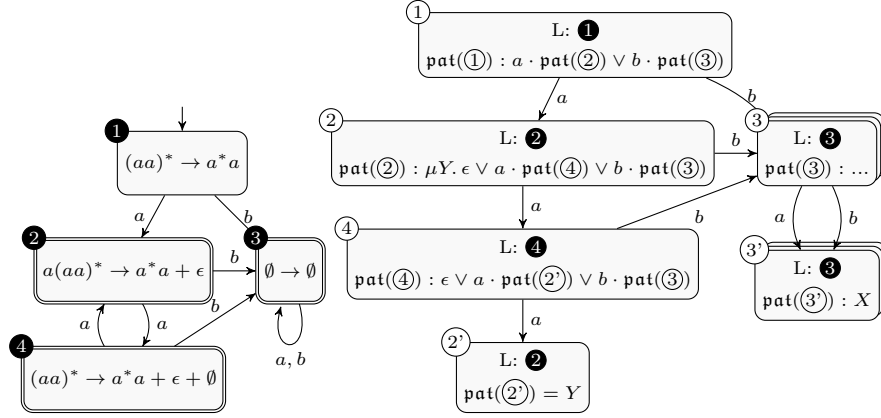 1
L: 1
𝔭𝔞𝔱(①) : a · 𝔭𝔞𝔱(②) ∨ b · 𝔭𝔞𝔱(③)
a
b
2
L: 2
𝔭𝔞𝔱(②) : μY. ϵ ∨ a · 𝔭𝔞𝔱(④) ∨ b · 𝔭𝔞𝔱(③)
b
3
L: 3
𝔭𝔞𝔱(③) : ...
a
b
a
b
4
L: 4
𝔭𝔞𝔱(④) : ϵ ∨ a · 𝔭𝔞𝔱(2') ∨ b · 𝔭𝔞𝔱(③)
3'
L: 3
𝔭𝔞𝔱(3') : X
a
2'
L: 2
𝔭𝔞𝔱(2') = Y
1
(aa)* → a*a
a
b
2
a(aa)* → a*a + ϵ
b
3
∅ → ∅
a
a
b
a, b
4
(aa)* → a*a + ϵ + ∅